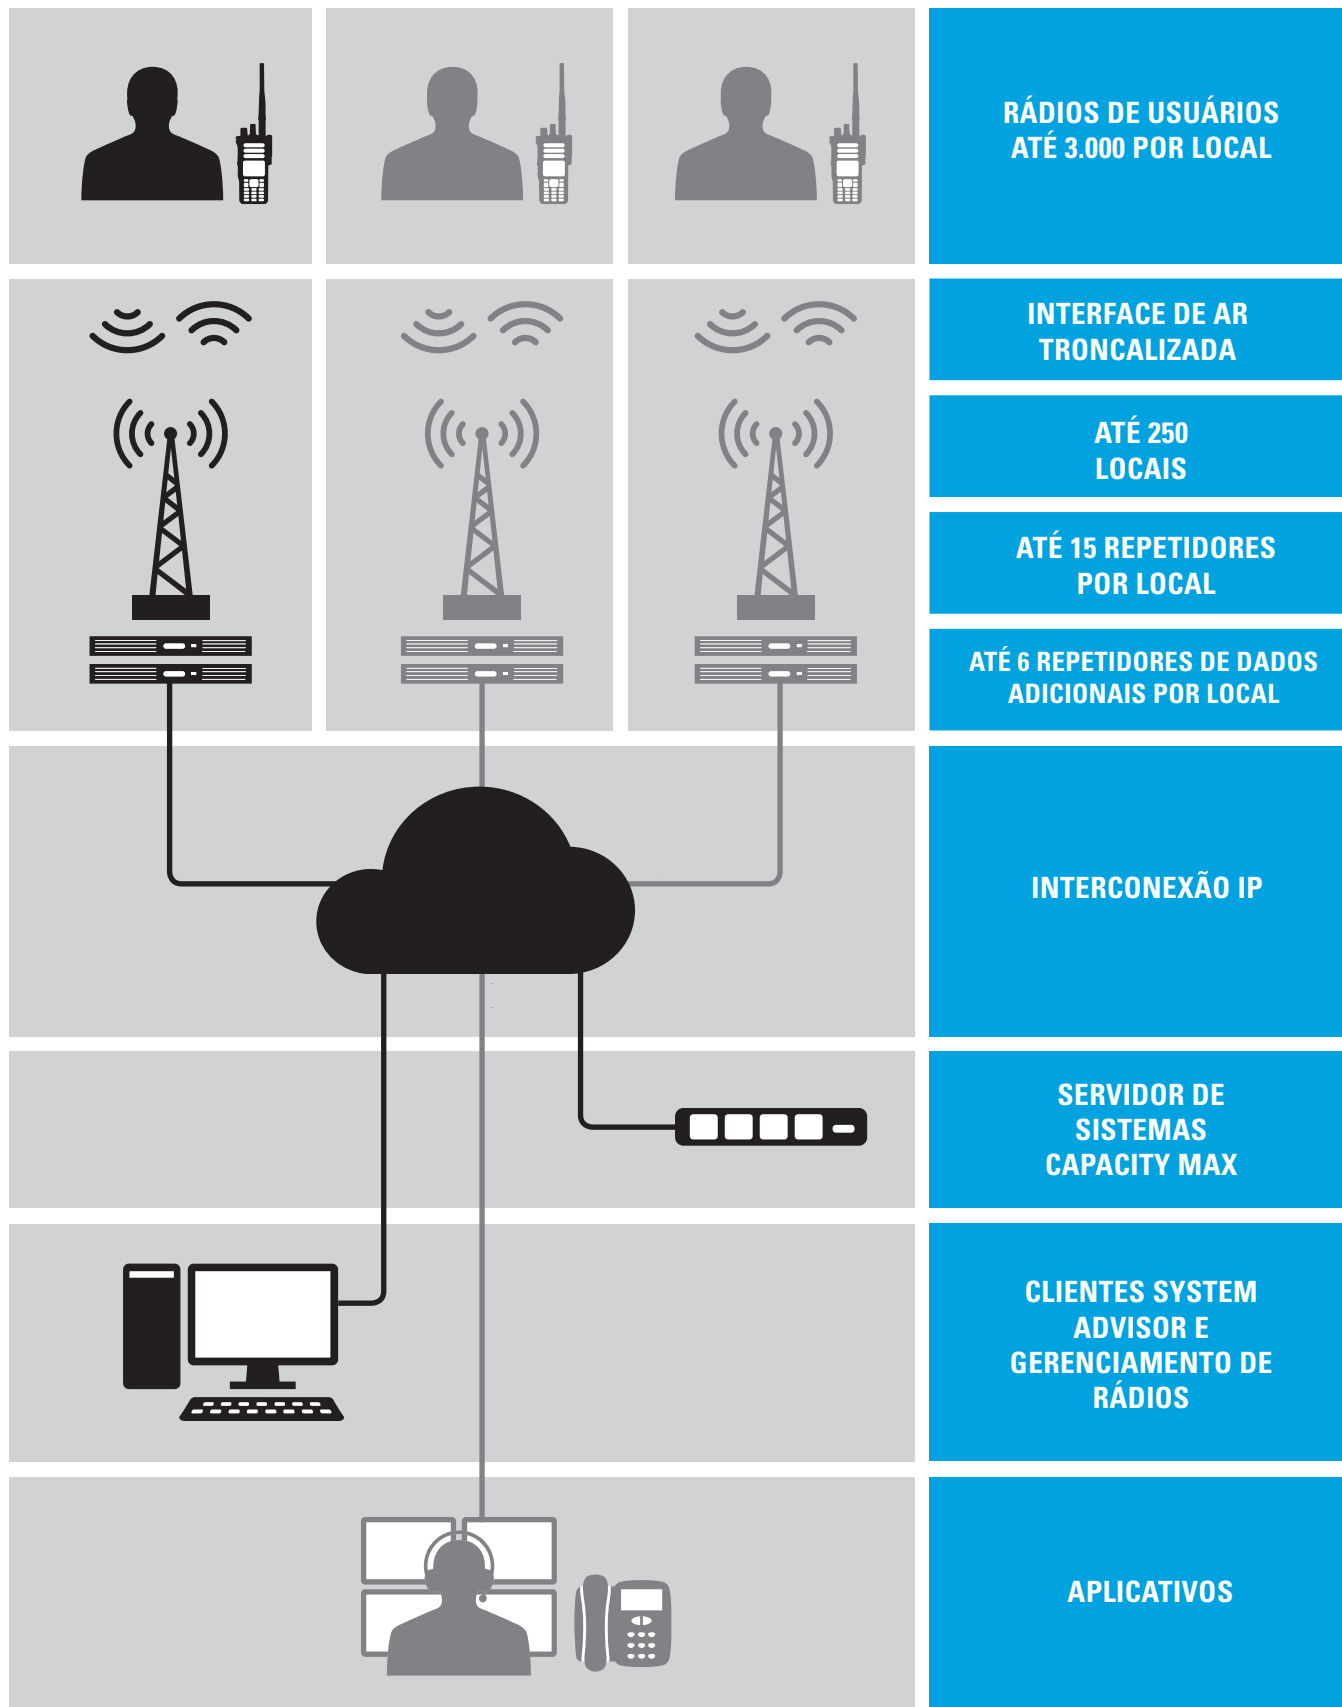 RÁDIOS DE USUÁRIOS
ATÉ 3.000 POR LOCAL
INTERFACE DE AR
TRONCALIZADA
ATÉ 250
LOCAIS
ATÉ 15 REPETIDORES
POR LOCAL
ATÉ 6 REPETIDORES DE DADOS
ADICIONAIS POR LOCAL
INTERCONEXÃO IP
SERVIDOR DE
SISTEMAS
CAPACITY MAX
CLIENTES SYSTEM
ADVISOR E
GERENCIAMENTO DE
RÁDIOS
APLICATIVOS